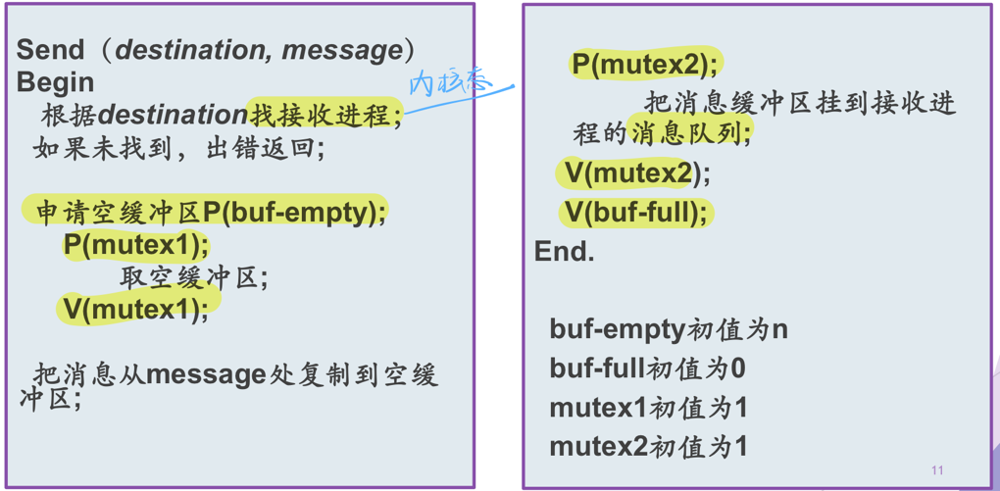 Send（destination, message）
Begin
根据destination找接收进程;
如果未找到，出错返回;
申请空缓冲区P(buf-empty);
P(mutex1);
取空缓冲区;
V(mutex1);
把消息从message处复制到空缓
冲区;
内核态
P(mutex2);
把消息缓冲区挂到接收进
程的消息队列;
V(mutex2);
V(buf-full);
End.
buf-empty初值为n
buf-full初值为0
mutex1初值为1
mutex2初值为1
11